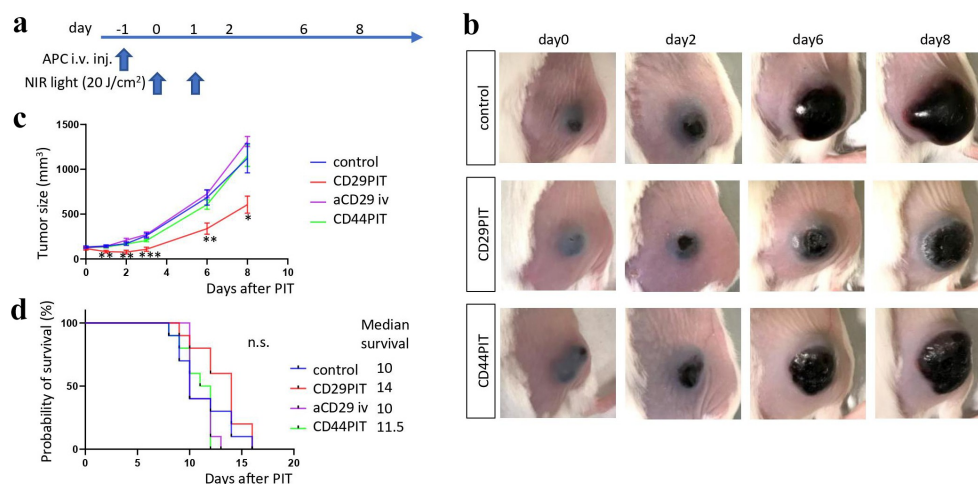 a
day -1 0 1 2 6 8
APC i.v. inj.
NIR light (20 J/cm²)
b
day0 day2 day6 day8
control
CD29PIT
CD44PIT
c
Tumor size (mm³)
1500
1000
500
0
0 2 4 6 8 10
Days after PIT
** ** *** ** *
control
CD29PIT
aCD29 iv
CD44PIT
d
Probability of survival (%)
100
50
0
0 5 10 15 20
Days after PIT
n.s.
Median
survival
control 10
CD29PIT 14
aCD29 iv 10
CD44PIT 11.5